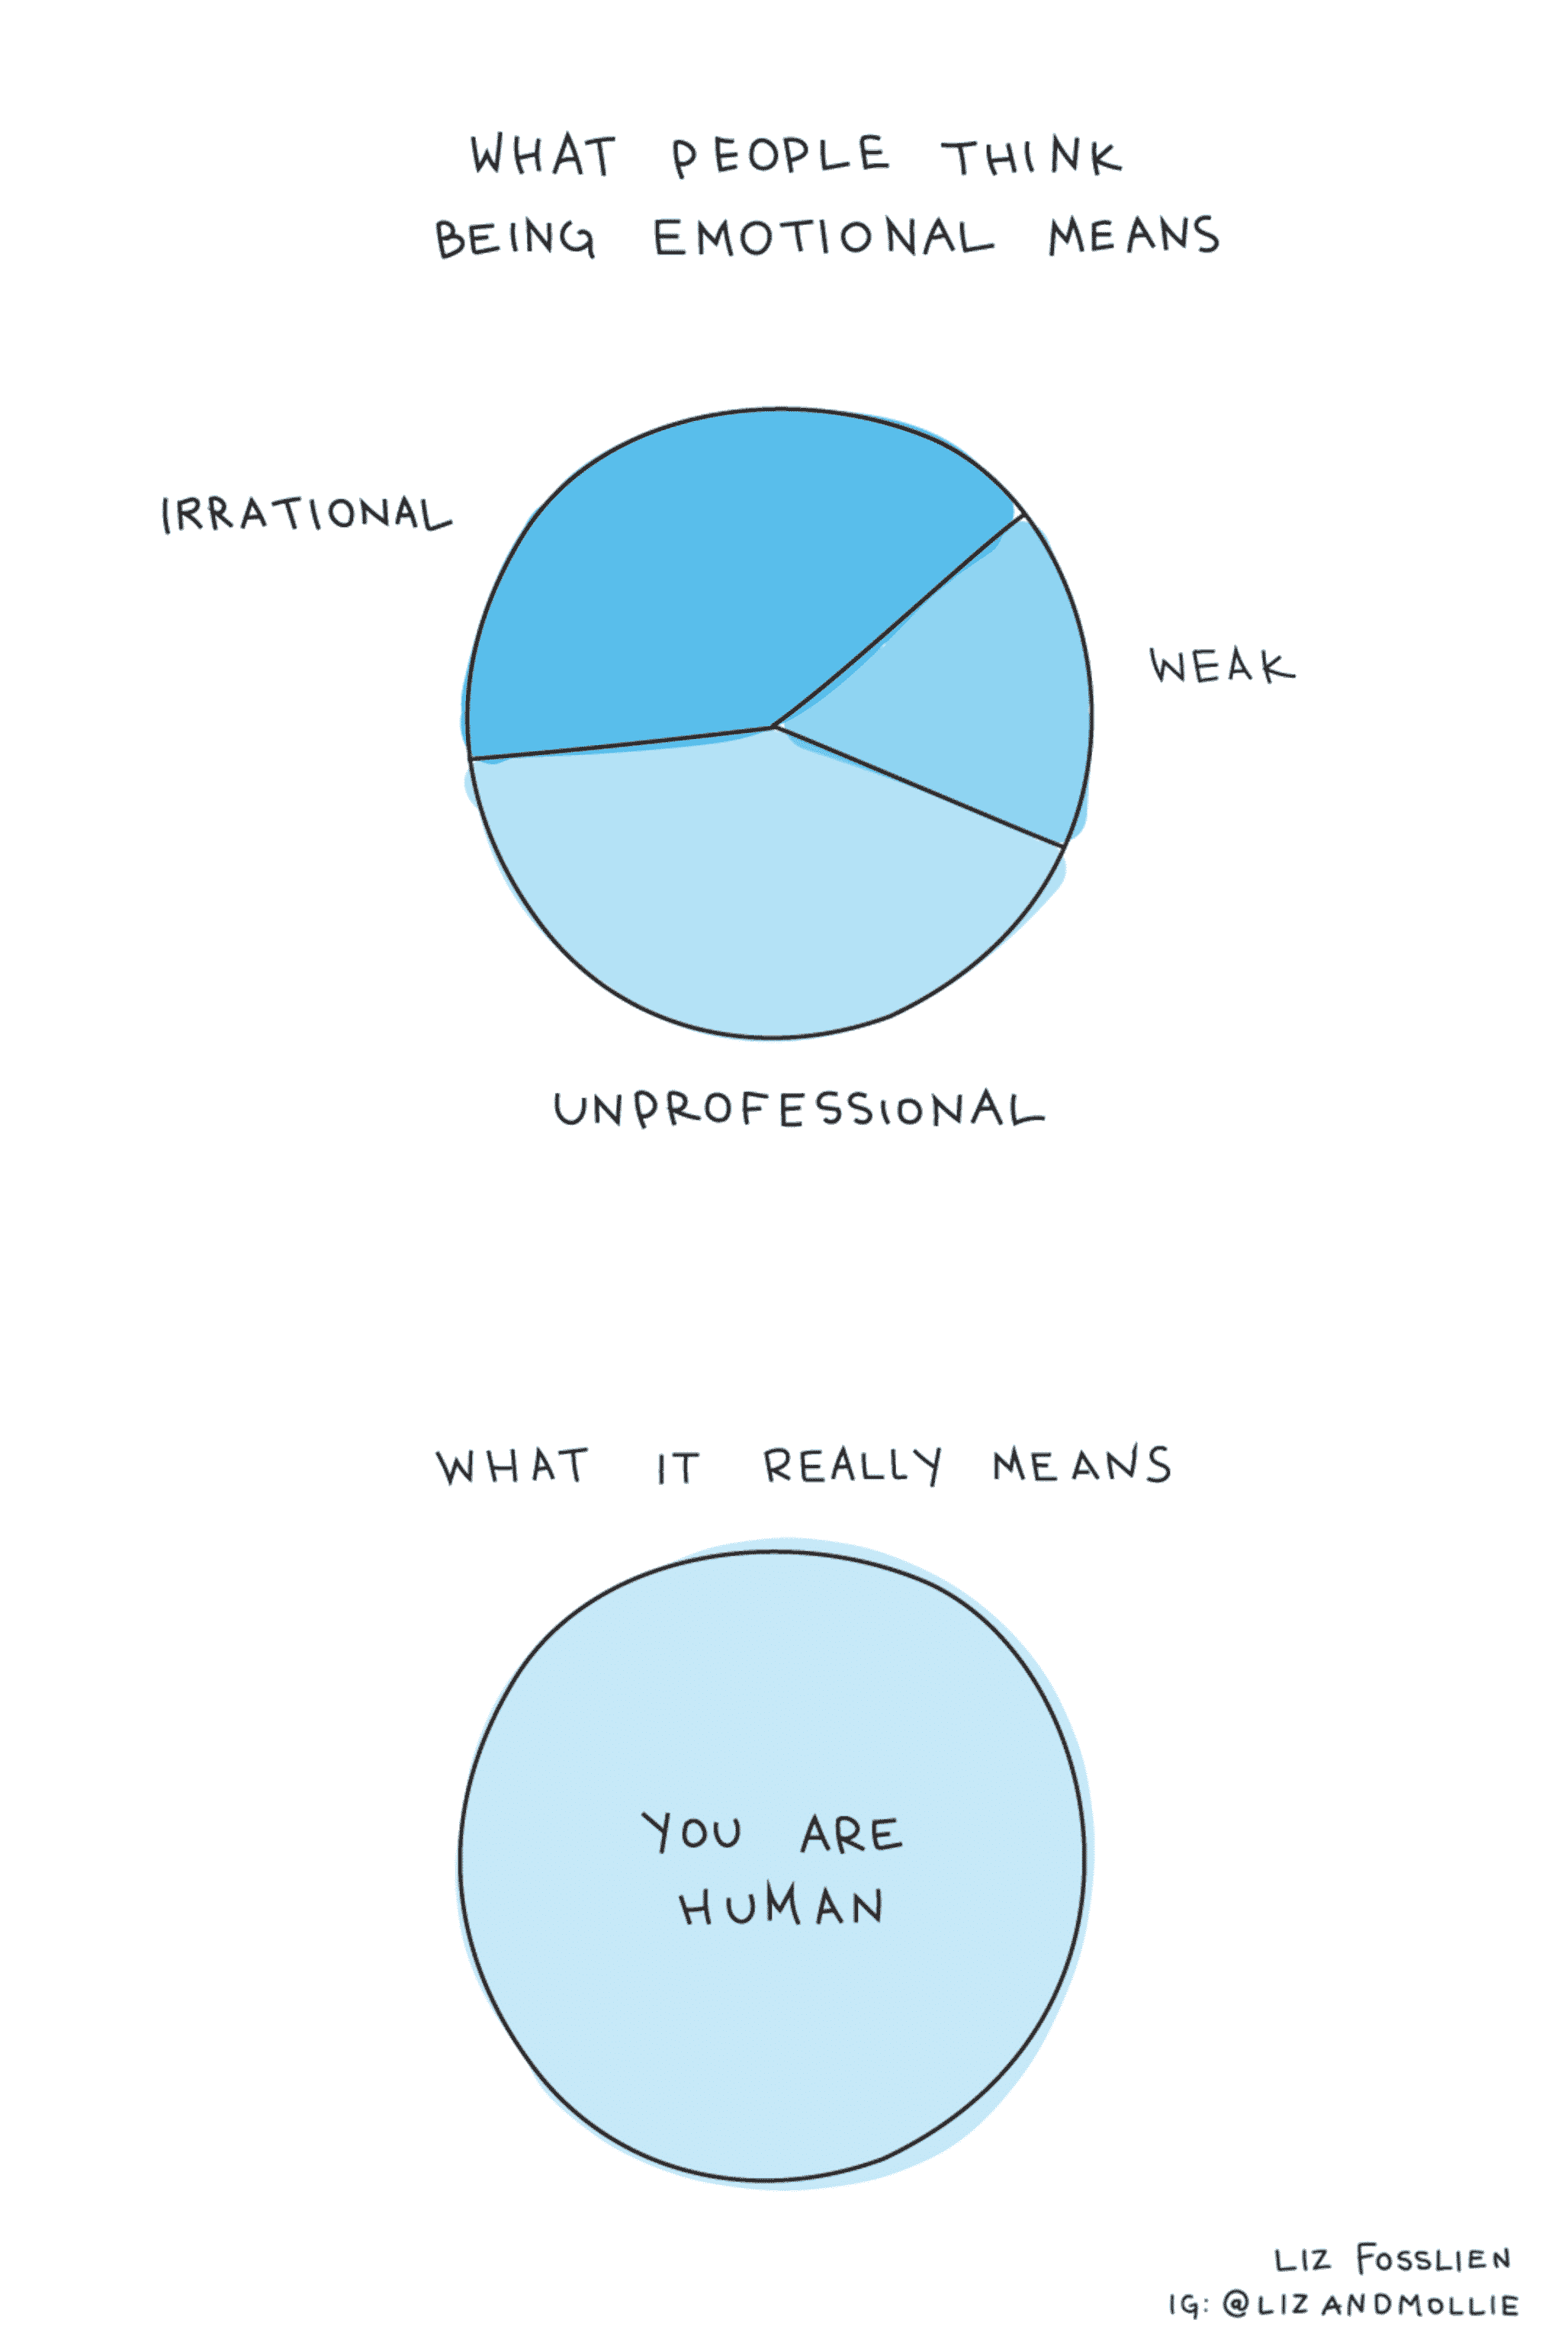 WHAT PEOPLE THINK
BEING EMOTIONAL MEANS
IRRATIONAL
WEAK
UNPROFESSIONAL
WHAT IT REALLY MEANS
YOU ARE
HUMAN
LIZ FOSSLIEN
IG: @LIZANDMOLLIE